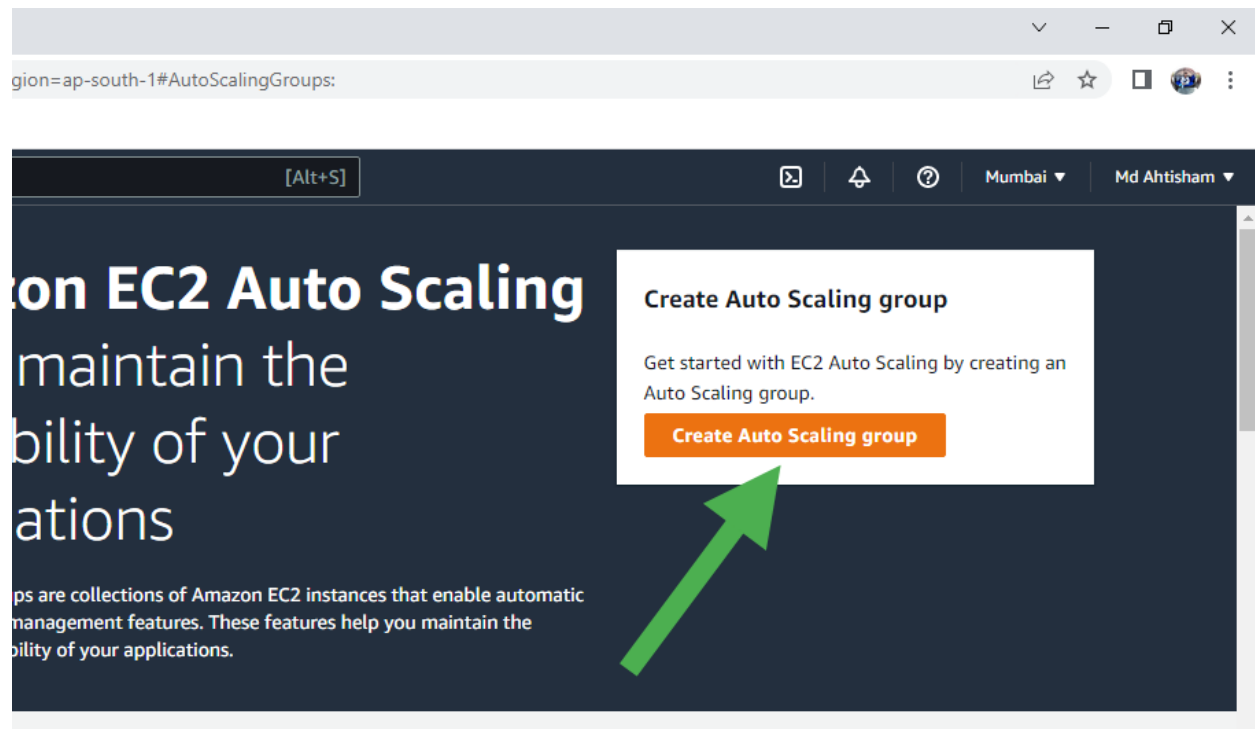 gion=ap-south-1#AutoScalingGroups:
[Alt+S]
Mumbai ▼
Md Ahtisham ▼
zon EC2 Auto Scaling
maintain the
bility of your
ations
ps are collections of Amazon EC2 instances that enable automatic
management features. These features help you maintain the
bility of your applications.
Create Auto Scaling group
Get started with EC2 Auto Scaling by creating an
Auto Scaling group.
Create Auto Scaling group